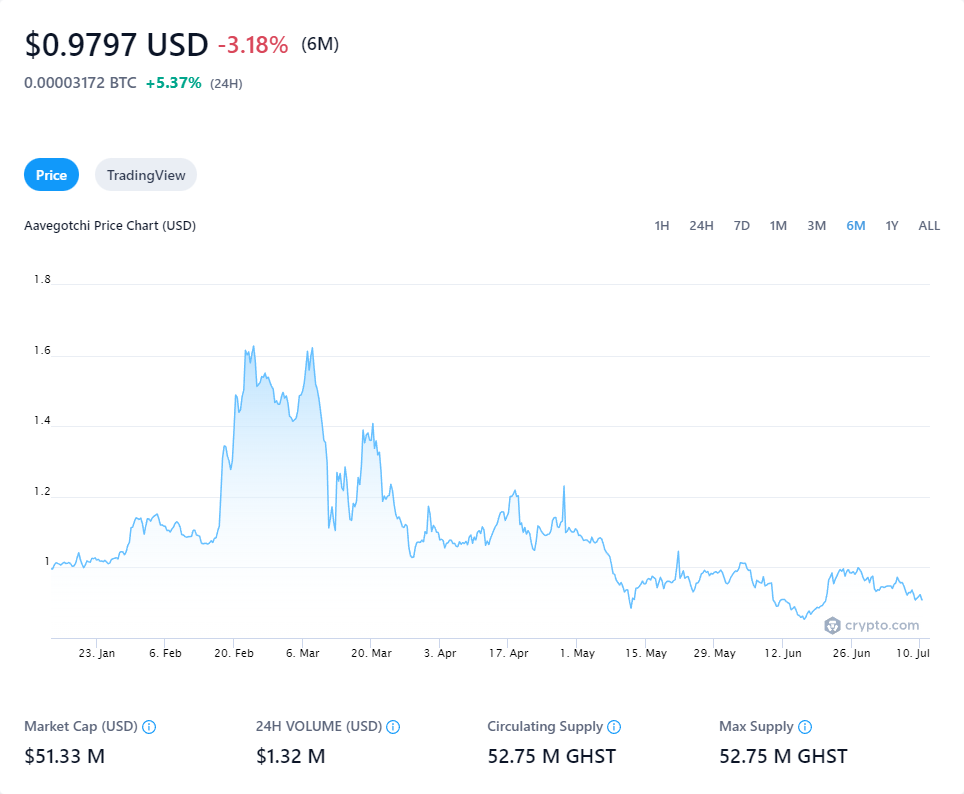 $0.9797 USD -3.18% (6M)
0.00003172 BTC +5.37% (24H)
Price TradingView
Aavegotchi Price Chart (USD) 1H 24H 7D 1M 3M 6M 1Y ALL
1.8
1.6
1.4
1.2
1
crypto.com
23. Jan 6. Feb 20. Feb 6. Mar 20. Mar 3. Apr 17. Apr 1. May 15. May 29. May 12. Jun 26. Jun 10. Jul
Market Cap (USD) 24H VOLUME (USD) Circulating Supply Max Supply
$51.33 M $1.32 M 52.75 M GHST 52.75 M GHST